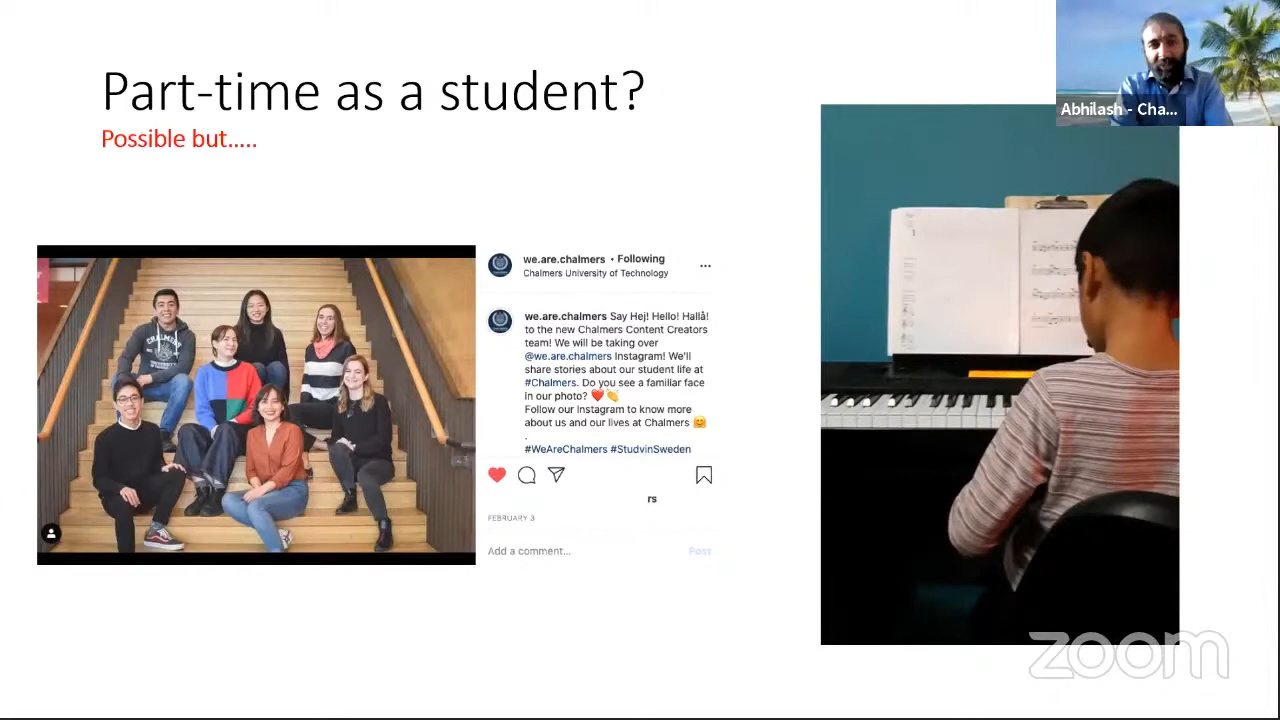 Part-time as a student?
Possible but.....
Abhilash - Cha...
we.are.chalmers • Following
Chalmers University of Technology
we.are.chalmers Say Hej! Hello! Hallå!
to the new Chalmers Content Creators
team! We will be taking over
@we.are.chalmers Instagram! We'll
share stories about our student life at
#Chalmers. Do you see a familiar face
in our photo? ❤️👏
Follow our Instagram to know more
about us and our lives at Chalmers 🤗
.
#WeAreChalmers #StudyinSweden
rs
FEBRUARY 3
Add a comment...
Post
CHALMERS
zoom